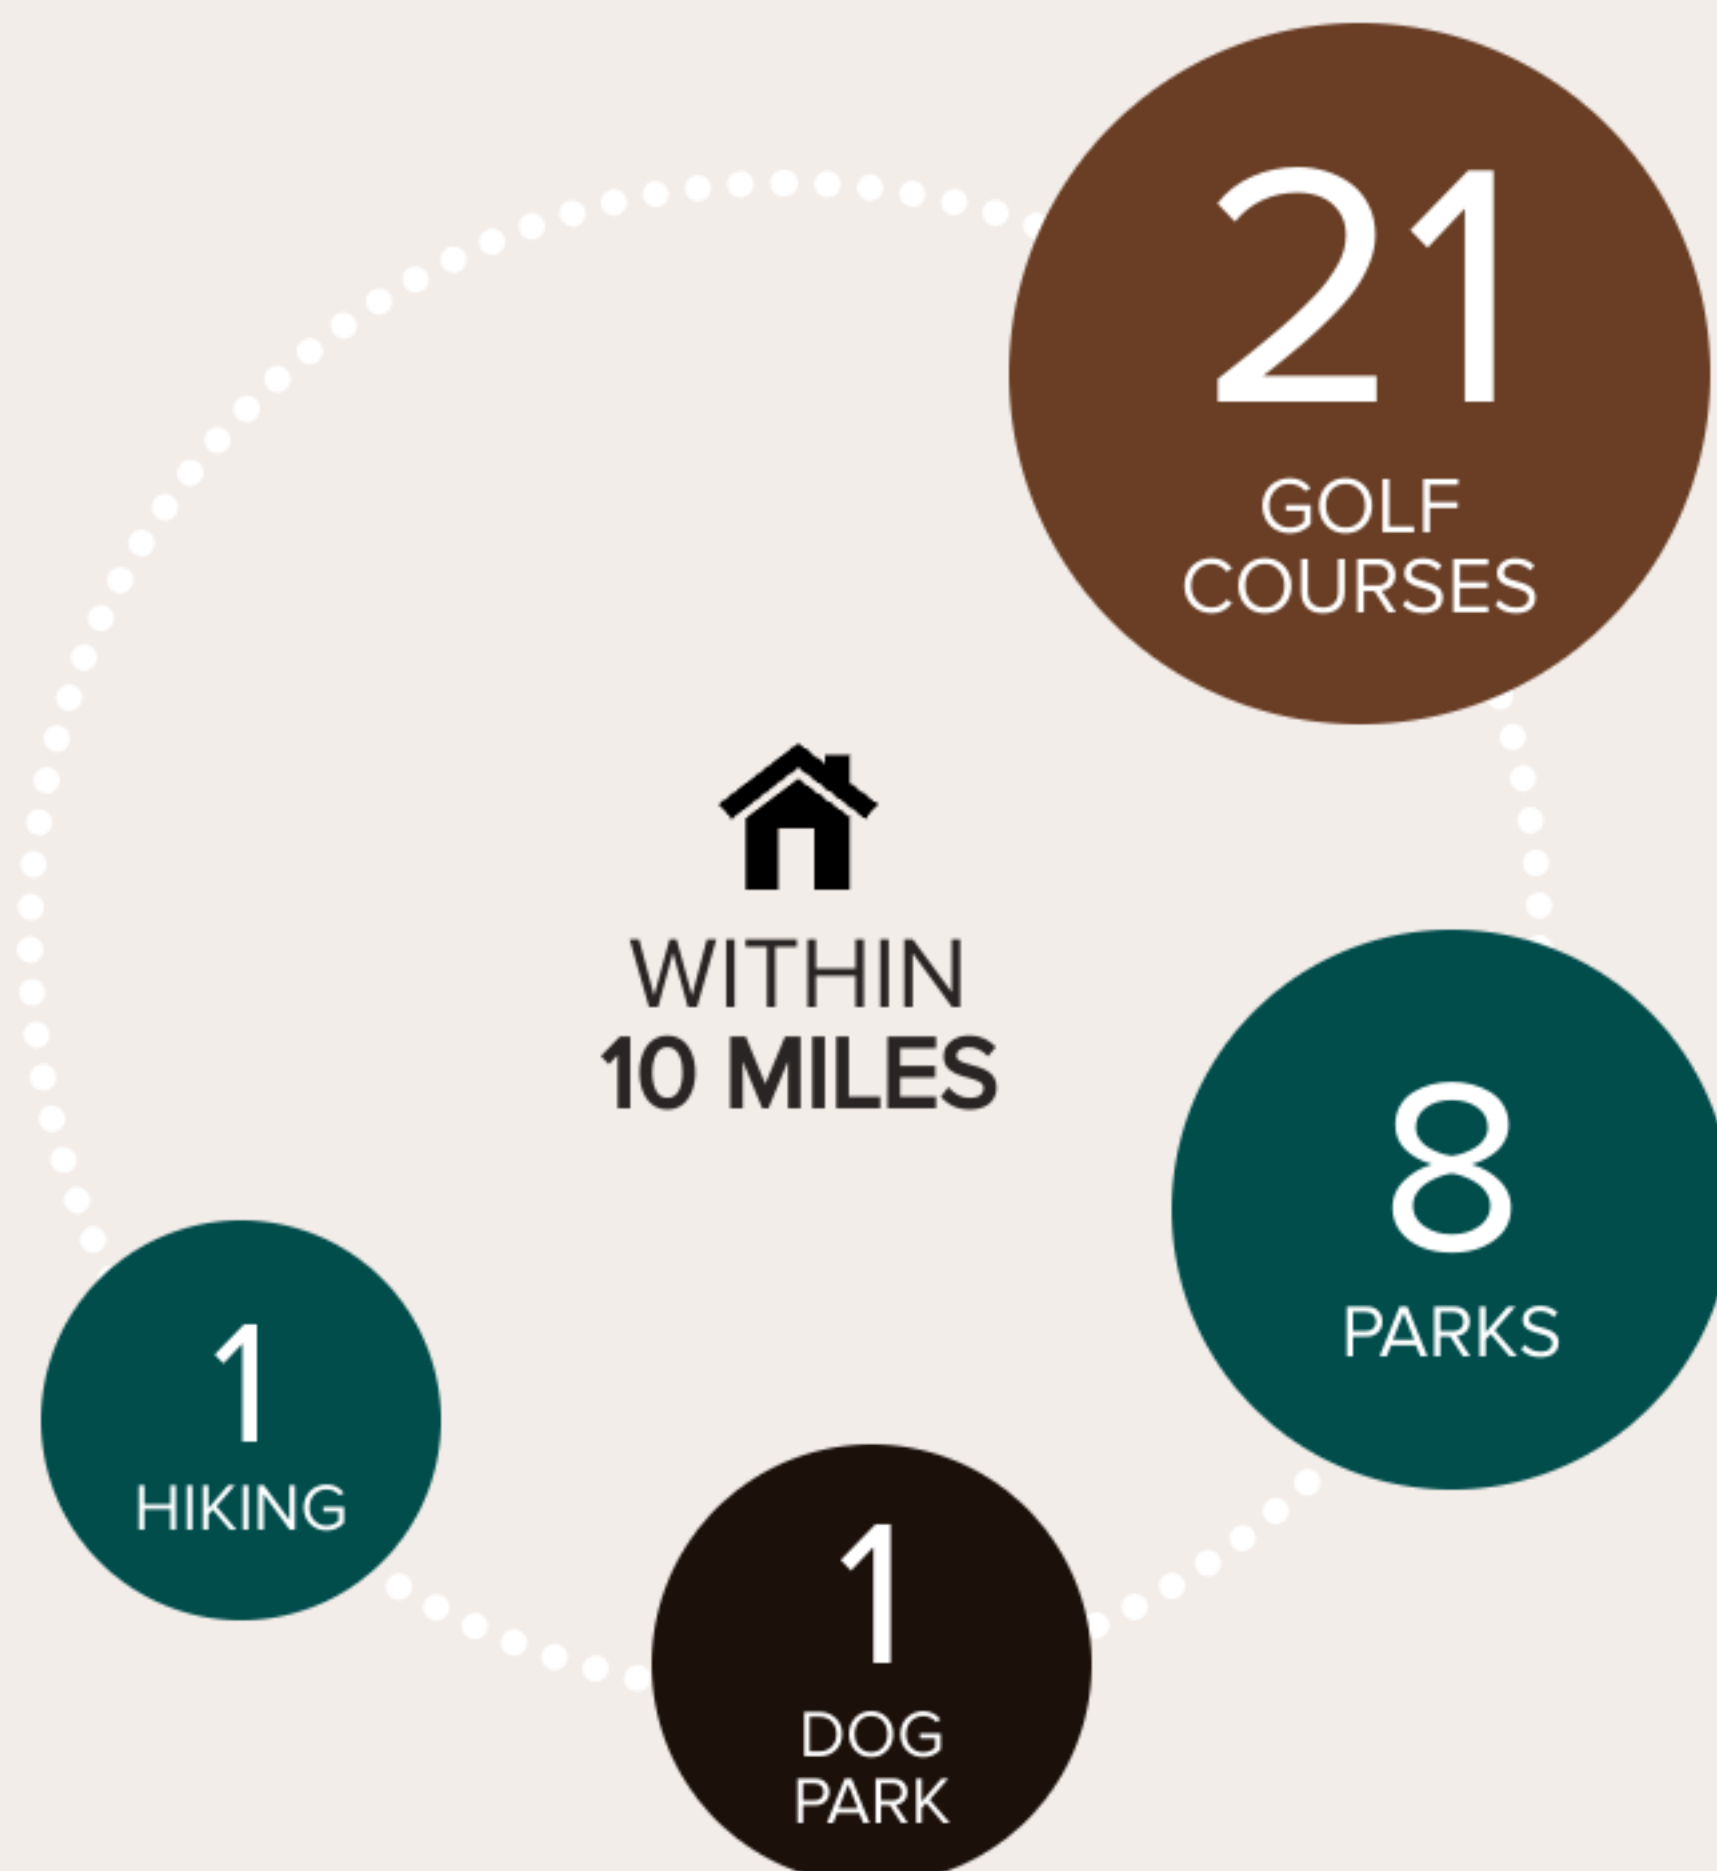 21
GOLF
COURSES
WITHIN
10 MILES
8
PARKS
1
HIKING
1
DOG
PARK